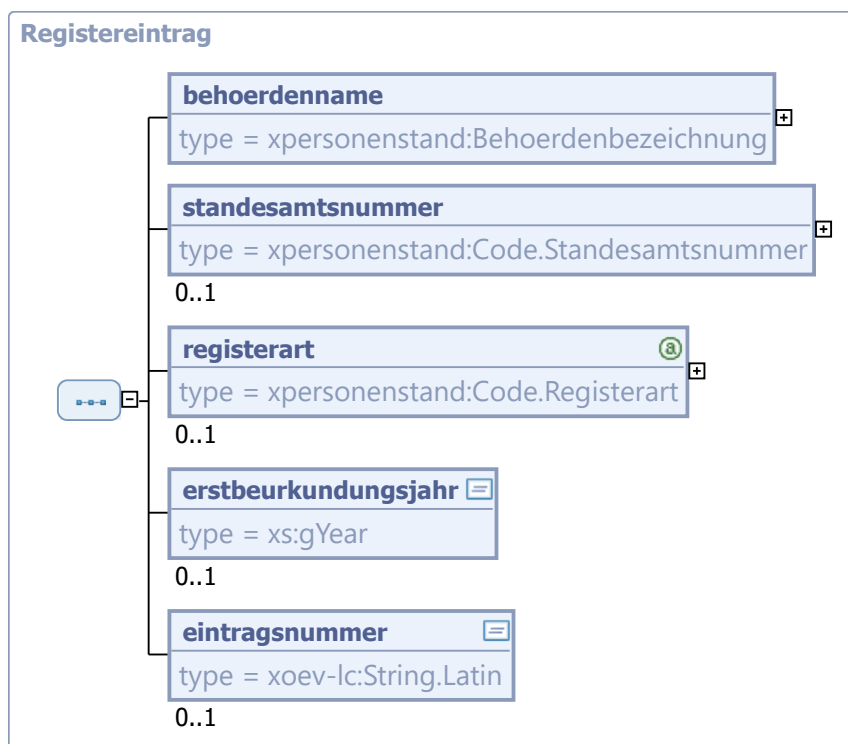 Registereintrag
behoerdenname
type = xpersonenstand:Behoerdenbezeichnung
standesamtsnummer
type = xpersonenstand:Code.Standesamtsnummer
0..1
registerart
type = xpersonenstand:Code.Registerart
0..1
erstbeurkundungsjahr
type = xs:gYear
0..1
eintragsnummer
type = xoev-lc:String.Latin
0..1